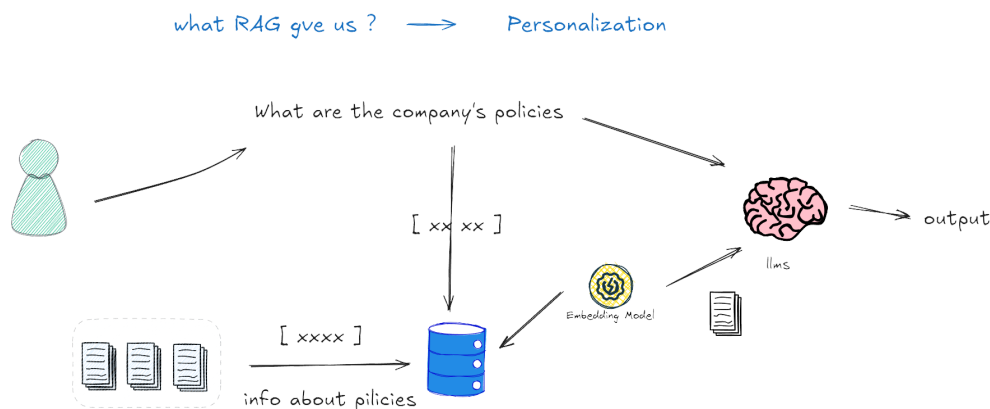 what RAG gve us ? Personalization
What are the company's policies
[ xx xx ]
output
llms
Embedding Model
[ xxxx ]
info about pilicies